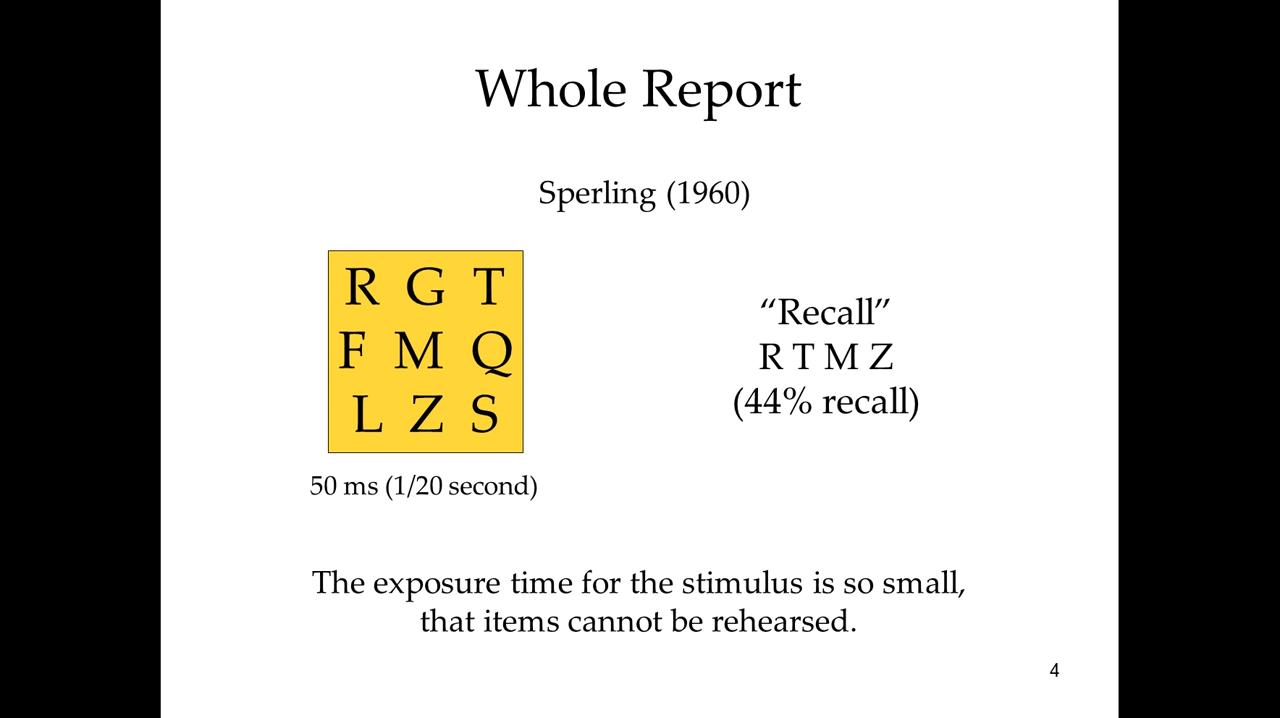 Whole Report
Sperling (1960)
R G T
F M Q
L Z S
50 ms (1/20 second)
“Recall”
R T M Z
(44% recall)
The exposure time for the stimulus is so small,
that items cannot be rehearsed.
4